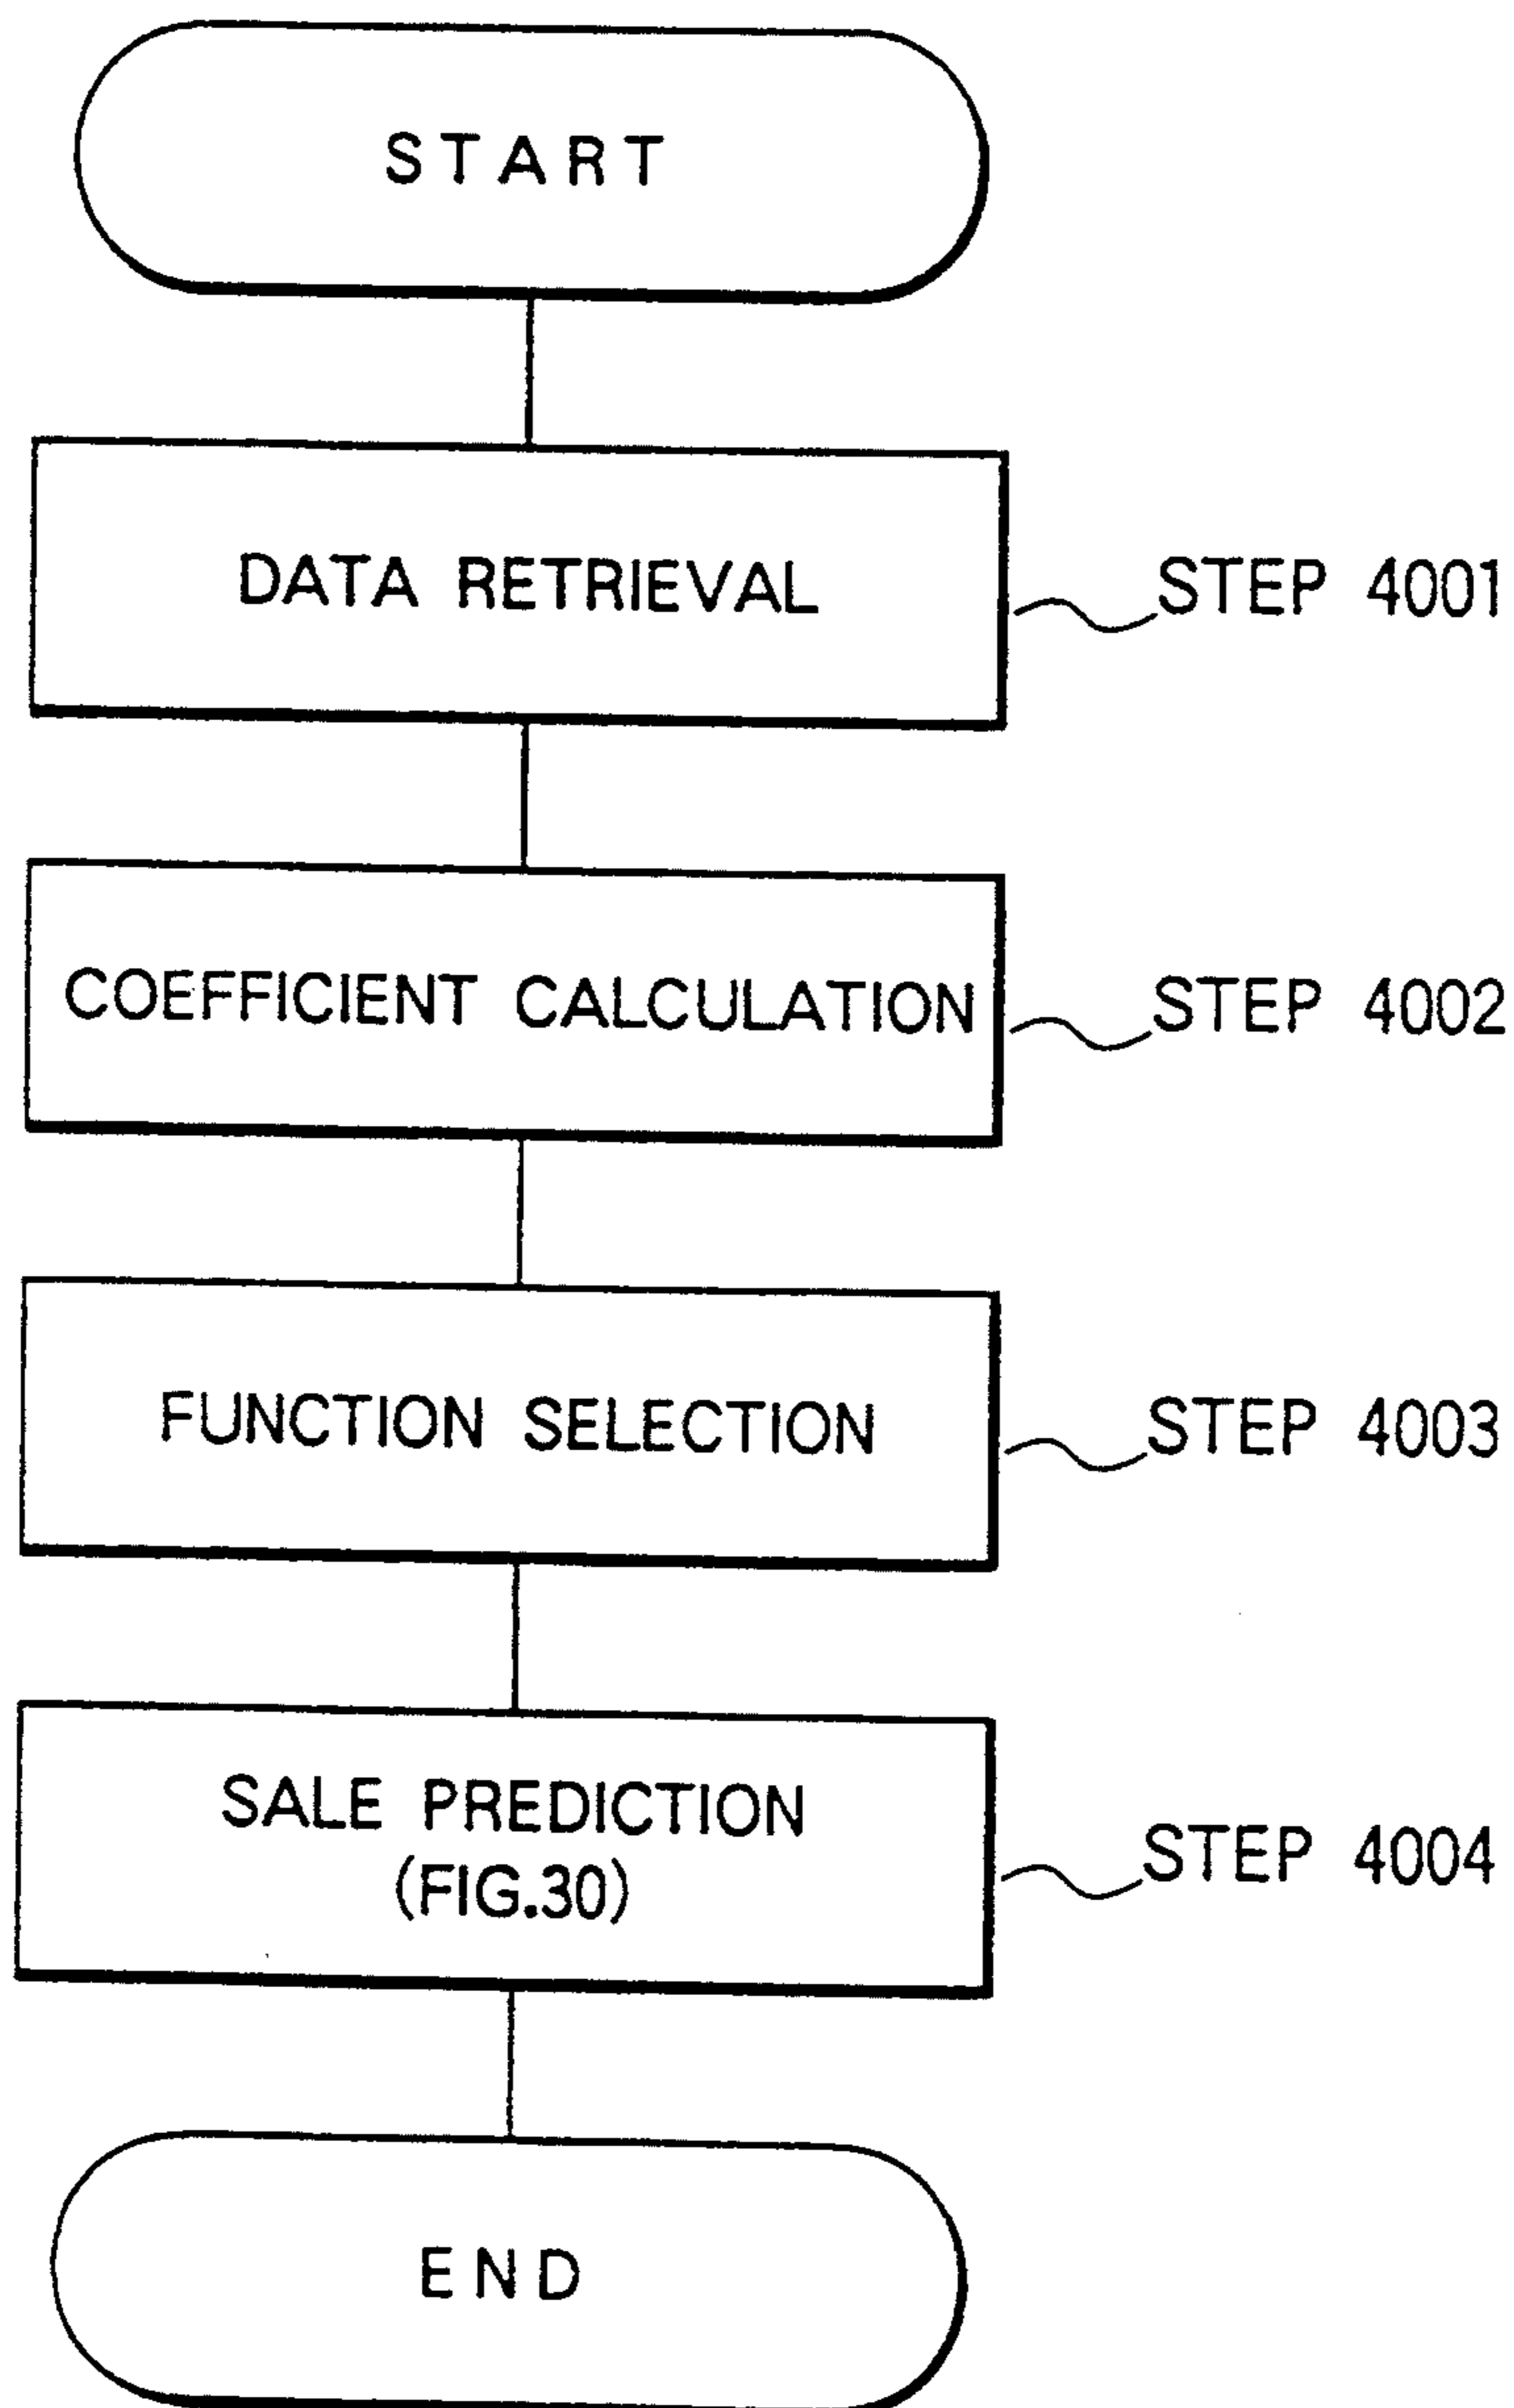 START
DATA RETRIEVAL
STEP 4001
COEFFICIENT CALCULATION
STEP 4002
FUNCTION SELECTION
STEP 4003
SALE PREDICTION
(FIG.30)
STEP 4004
END